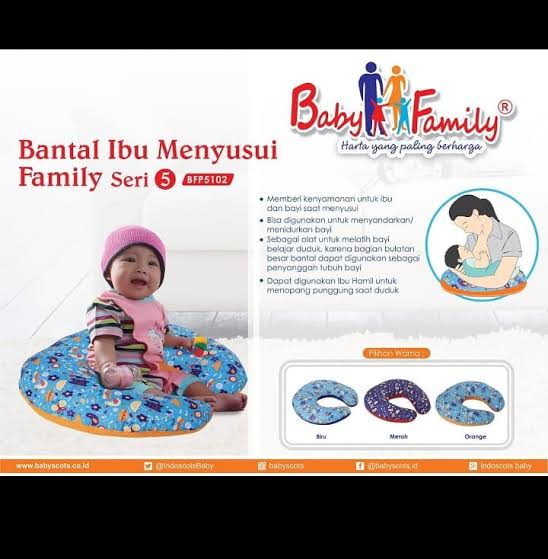 Baby Family ®
Harta yang paling berharga
Bantal Ibu Menyusui
Family Seri 5 BFP5102
• Memberi kenyamanan untuk ibu
dan bayi saat menyusui
• Bisa digunakan untuk menyandarkan/
menidurkan bayi
• Sebagai alat untuk melatih bayi
belajar duduk, karena bagian bulatan
besar bantal dapat digunakan sebagai
penyanggah tubuh bayi
• Dapat digunakan Ibu Hamil untuk
menopang punggung saat duduk
Pilihan Warna :
Biru Merah Orange
www.babyscots.co.id @IndoscotsBaby babyscots @babyscots.id Indoscots baby